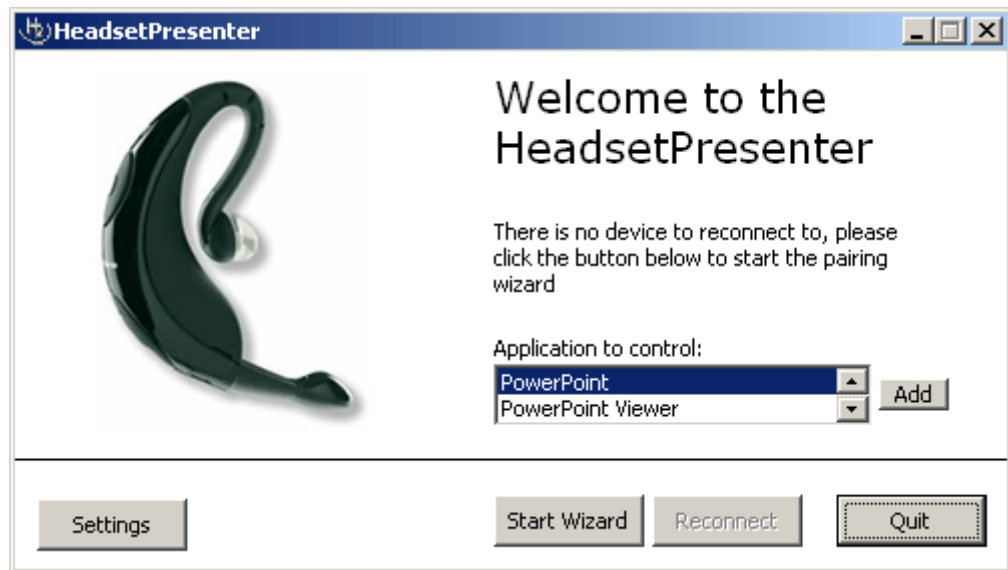 HeadsetPresenter
Welcome to the
HeadsetPresenter
There is no device to reconnect to, please
click the button below to start the pairing
wizard
Application to control:
PowerPoint
PowerPoint Viewer
Add
Settings
Start Wizard
Reconnect
Quit